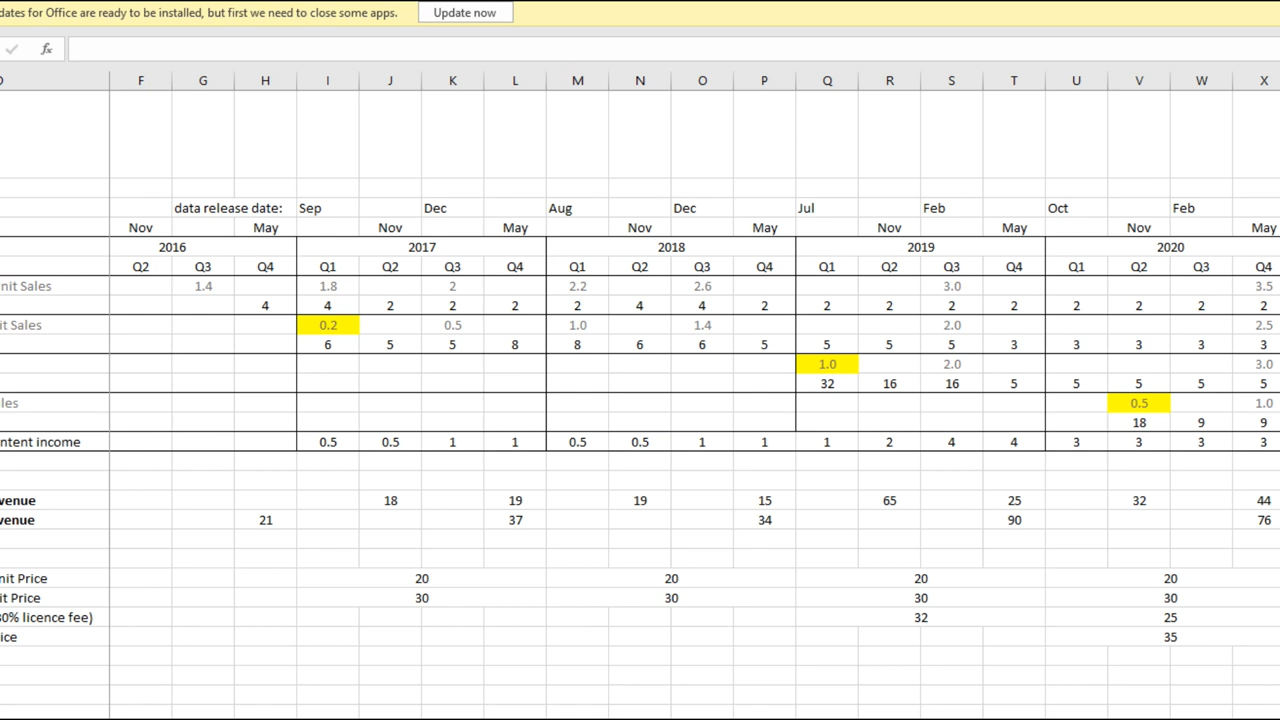 dates for Office are ready to be installed, but first we need to close some apps. Update now
fx
F G H I J K L M N O P Q R S T U V W X
data release date: Sep Dec Aug Dec Jul Feb Oct Feb
Nov May Nov May Nov May Nov May Nov May
2016 2017 2018 2019 2020
Q2 Q3 Q4 Q1 Q2 Q3 Q4 Q1 Q2 Q3 Q4 Q1 Q2 Q3 Q4 Q1 Q2 Q3 Q4
nit Sales 1.4 1.8 2 2.2 2.6 3.0 3.5
4 4 2 2 2 2 4 4 2 2 2 2 2 2 2 2 2
it Sales 0.2 0.5 1.0 1.4 2.0 2.5
6 5 5 8 8 6 6 5 5 5 5 3 3 3 3 3
1.0 2.0 3.0
32 16 16 5 5 5 5 5
les 0.5 1.0
18 9 9
ntent income 0.5 0.5 1 1 0.5 0.5 1 1 1 2 4 4 3 3 3 3
venue 18 19 19 15 65 25 32 44
venue 21 37 34 90 76
nit Price 20 20 20 20
it Price 30 30 30 30
0% licence fee) 32 25
ice 35